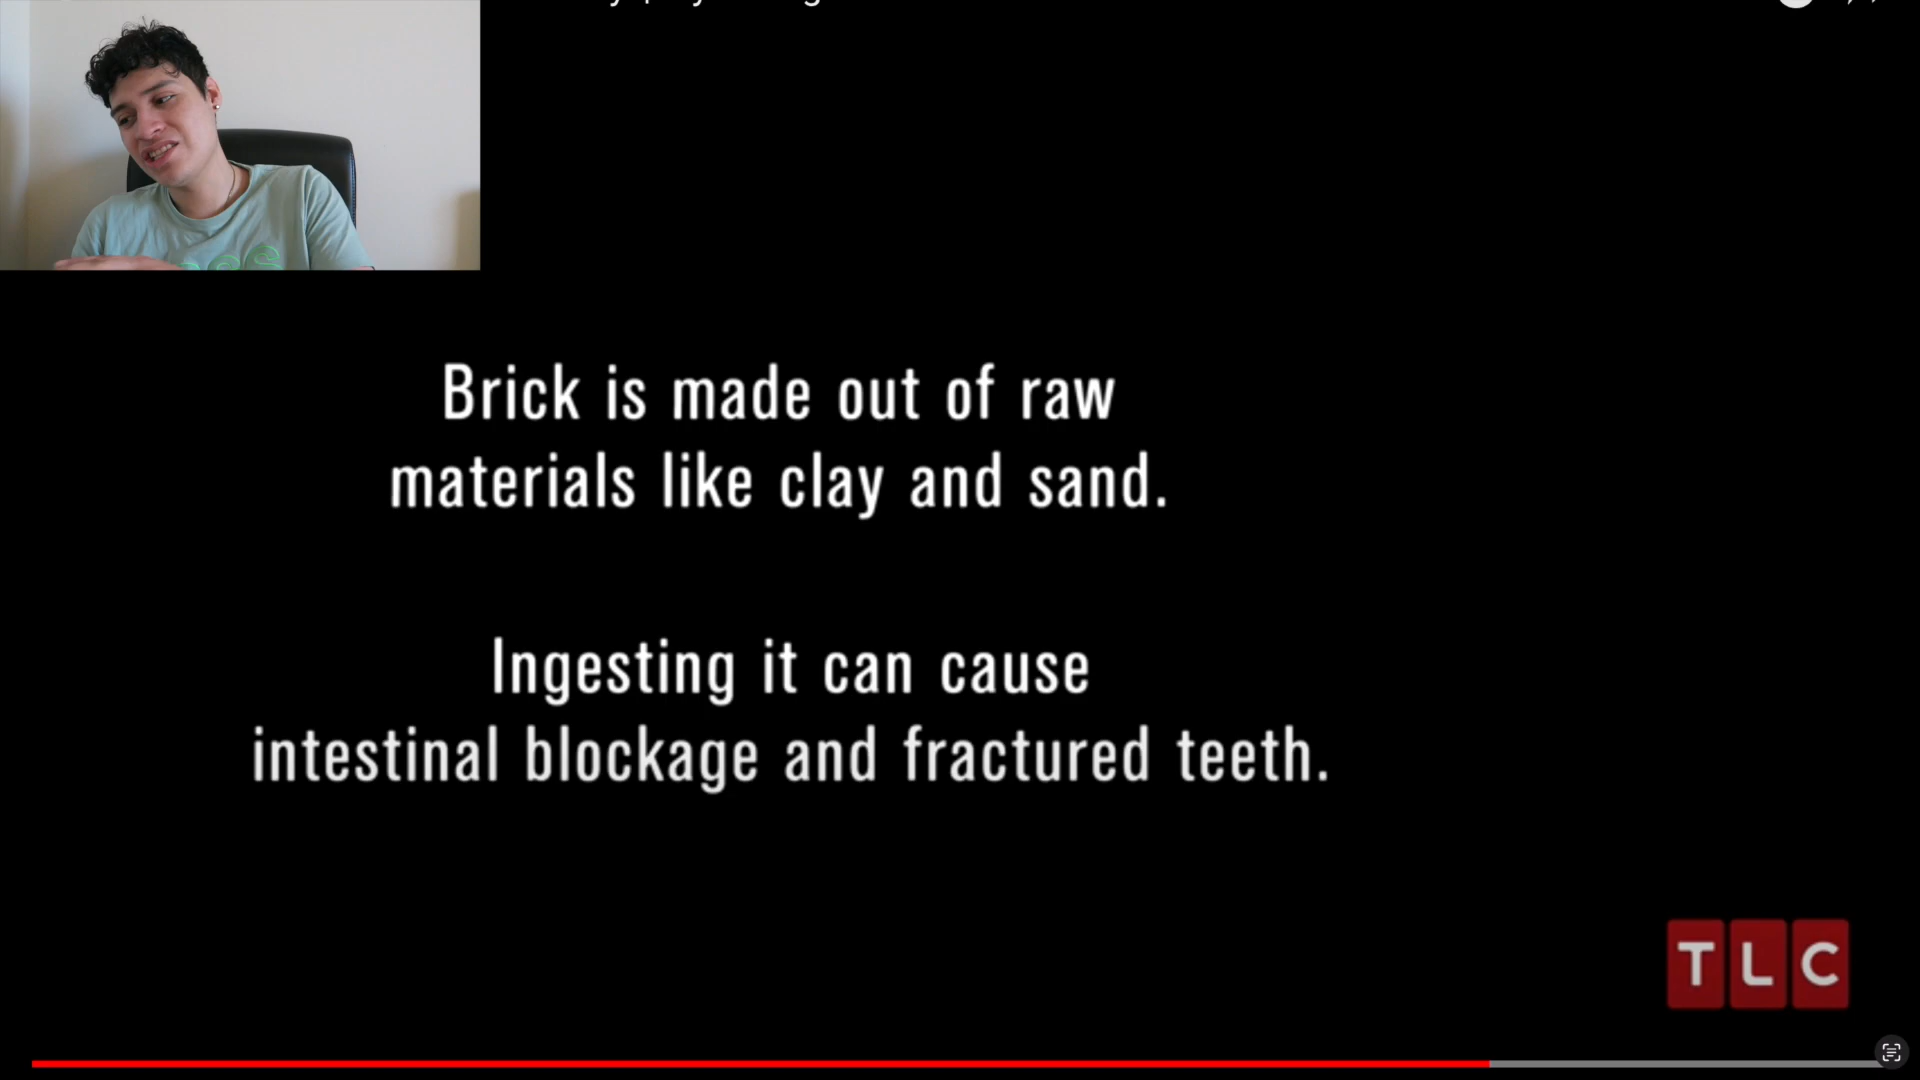 Brick is made out of raw
materials like clay and sand.
Ingesting it can cause
intestinal blockage and fractured teeth.
TLC